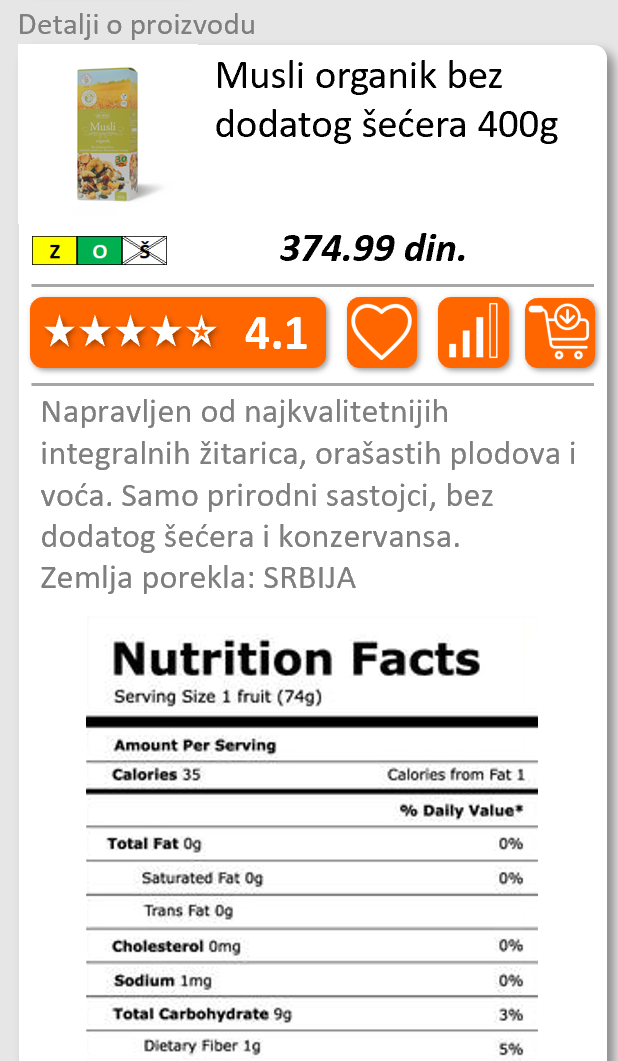 Detalji o proizvodu
Musli organik bez
dodatog šećera 400g
Musli
Z O Š
374.99 din.
4.1
Napravljen od najkvalitetnijih
integralnih žitarica, orašastih plodova i
voća. Samo prirodni sastojci, bez
dodatog šećera i konzervansa.
Zemlja porekla: SRBIJA
Nutrition Facts
Serving Size 1 fruit (74g)
Amount Per Serving
Calories 35 Calories from Fat 1
% Daily Value*
Total Fat 0g 0%
Saturated Fat 0g 0%
Trans Fat 0g
Cholesterol 0mg 0%
Sodium 1mg 0%
Total Carbohydrate 9g 3%
Dietary Fiber 1g 5%